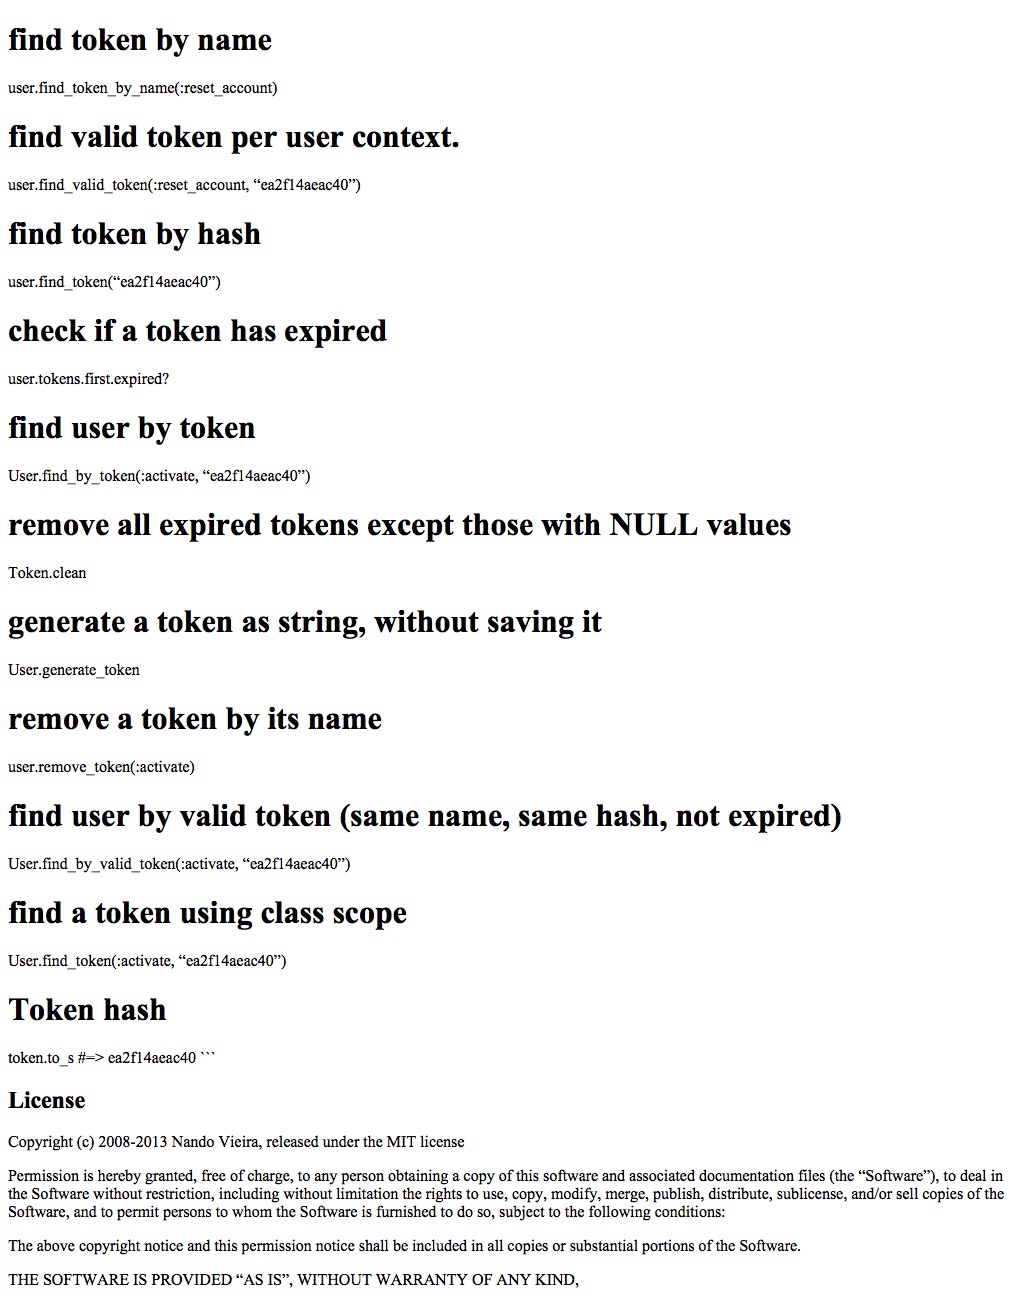 find token by name
user.find_token_by_name(:reset_account)
find valid token per user context.
user.find_valid_token(:reset_account, “ea2f14aeac40”)
find token by hash
user.find_token(“ea2f14aeac40”)
check if a token has expired
user.tokens.first.expired?
find user by token
User.find_by_token(:activate, “ea2f14aeac40”)
remove all expired tokens except those with NULL values
Token.clean
generate a token as string, without saving it
User.generate_token
remove a token by its name
user.remove_token(:activate)
find user by valid token (same name, same hash, not expired)
User.find_by_valid_token(:activate, “ea2f14aeac40”)
find a token using class scope
User.find_token(:activate, “ea2f14aeac40”)
Token hash
token.to_s #=> ea2f14aeac40 ```
License
Copyright (c) 2008-2013 Nando Vieira, released under the MIT license
Permission is hereby granted, free of charge, to any person obtaining a copy of this software and associated documentation files (the “Software”), to deal in
the Software without restriction, including without limitation the rights to use, copy, modify, merge, publish, distribute, sublicense, and/or sell copies of the
Software, and to permit persons to whom the Software is furnished to do so, subject to the following conditions:
The above copyright notice and this permission notice shall be included in all copies or substantial portions of the Software.
THE SOFTWARE IS PROVIDED “AS IS”, WITHOUT WARRANTY OF ANY KIND,